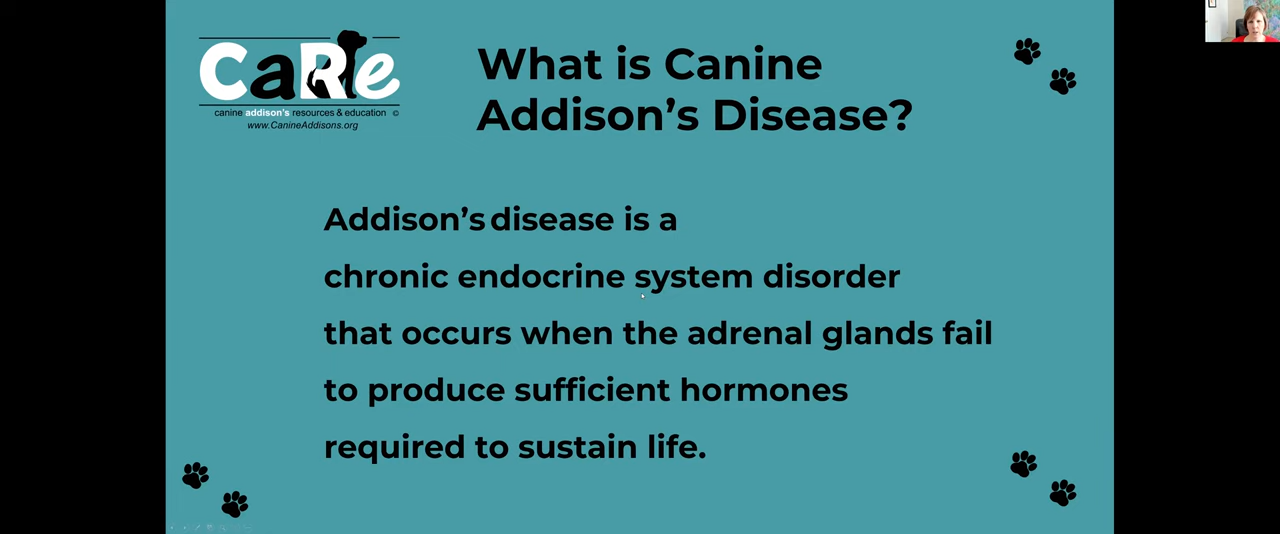 CaRe
canine addison's resources & education ©
www.CanineAddisons.org
What is Canine
Addison's Disease?
Addison's disease is a
chronic endocrine system disorder
that occurs when the adrenal glands fail
to produce sufficient hormones
required to sustain life.